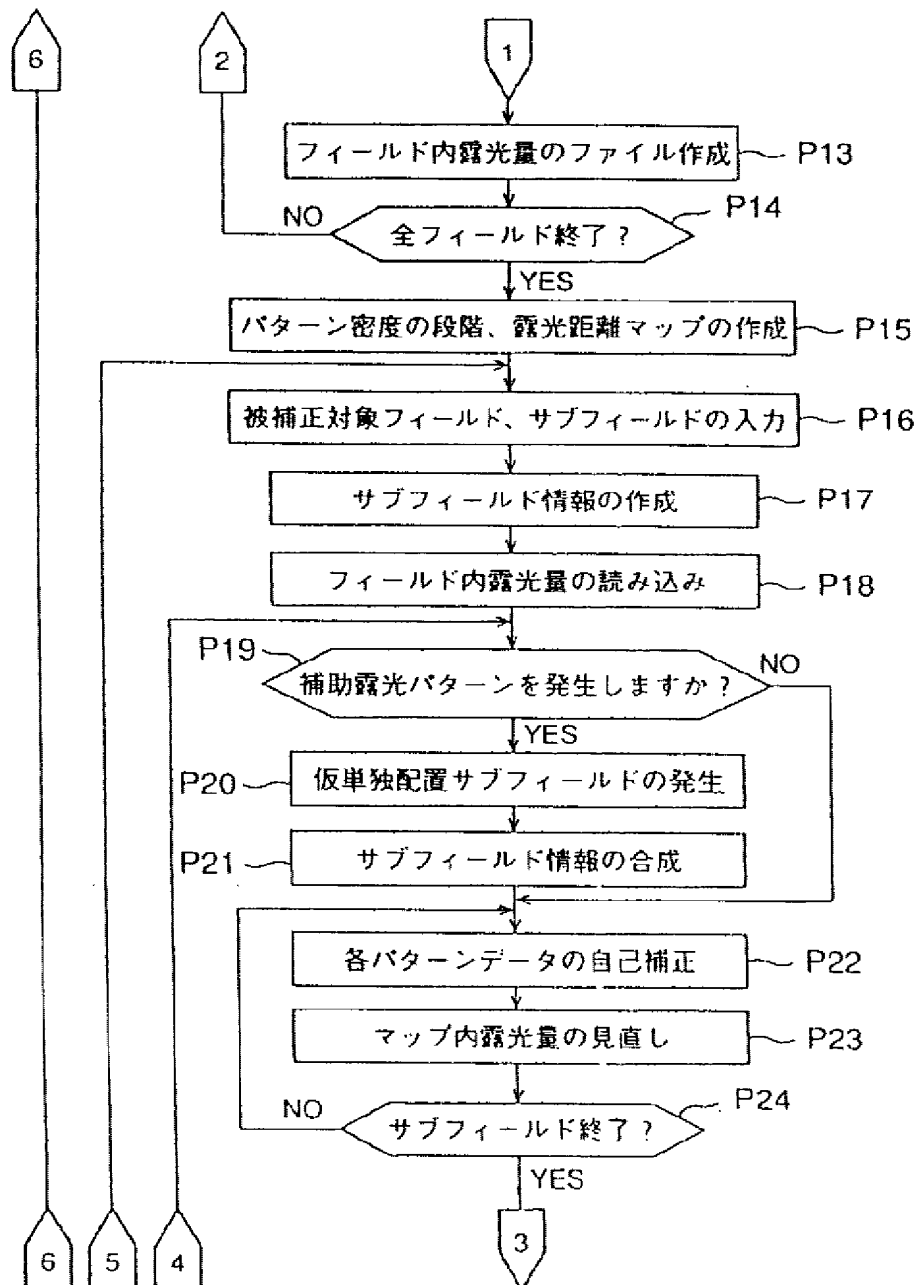 6
2
1
フィールド内露光量のファイル作成
P13
NO
全フィールド終了？
P14
YES
パターン密度の段階、露光距離マップの作成
P15
被補正対象フィールド、サブフィールドの入力
P16
サブフィールド情報の作成
P17
フィールド内露光量の読み込み
P18
P19
補助露光パターンを発生しますか？
NO
YES
P20
仮単独配置サブフィールドの発生
P21
サブフィールド情報の合成
各パターンデータの自己補正
P22
マップ内露光量の見直し
P23
NO
サブフィールド終了？
P24
YES
6
5
4
3